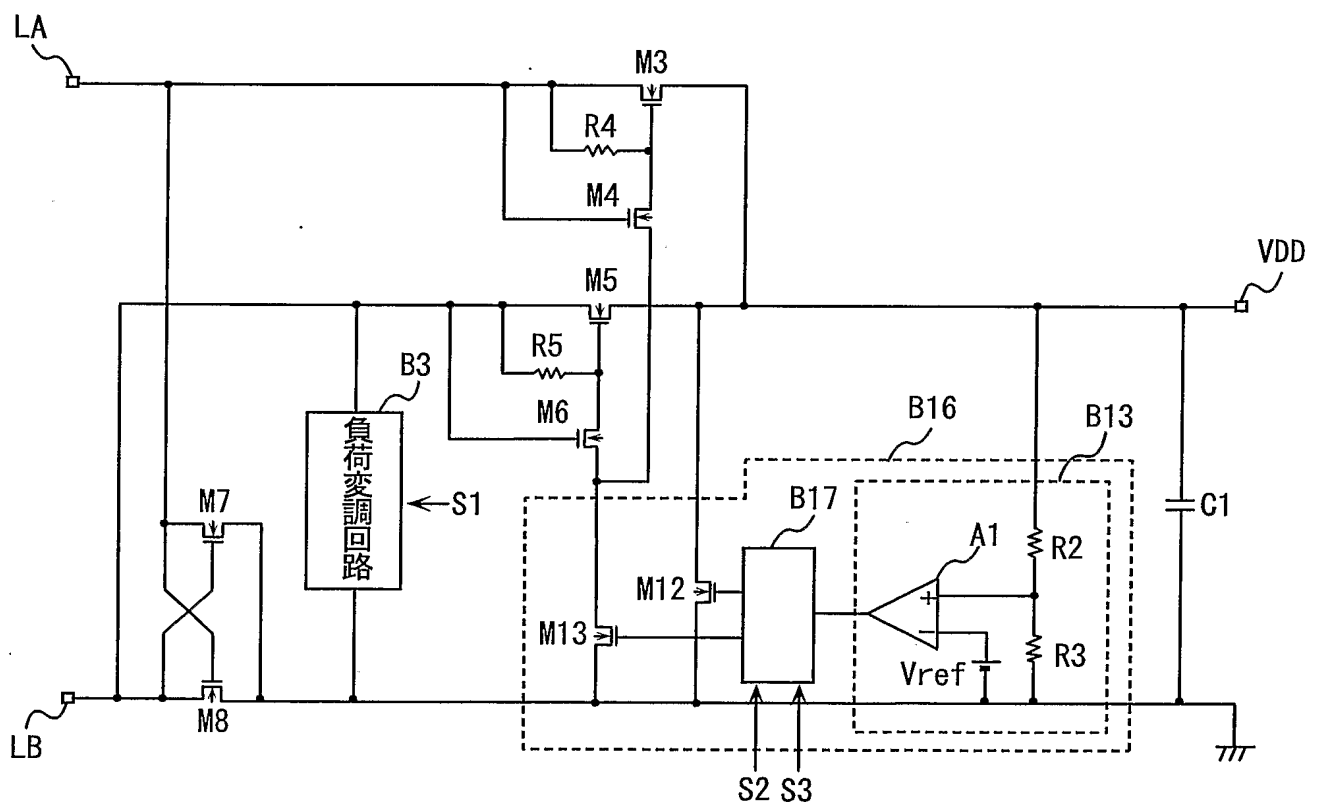 LA
M3
R4
M4
VDD
M5
R5
B3
M6
B16
B13
負荷変調回路
S1
M7
B17
A1
R2
C1
M12
+
−
M13
Vref
R3
M8
LB
S2
S3